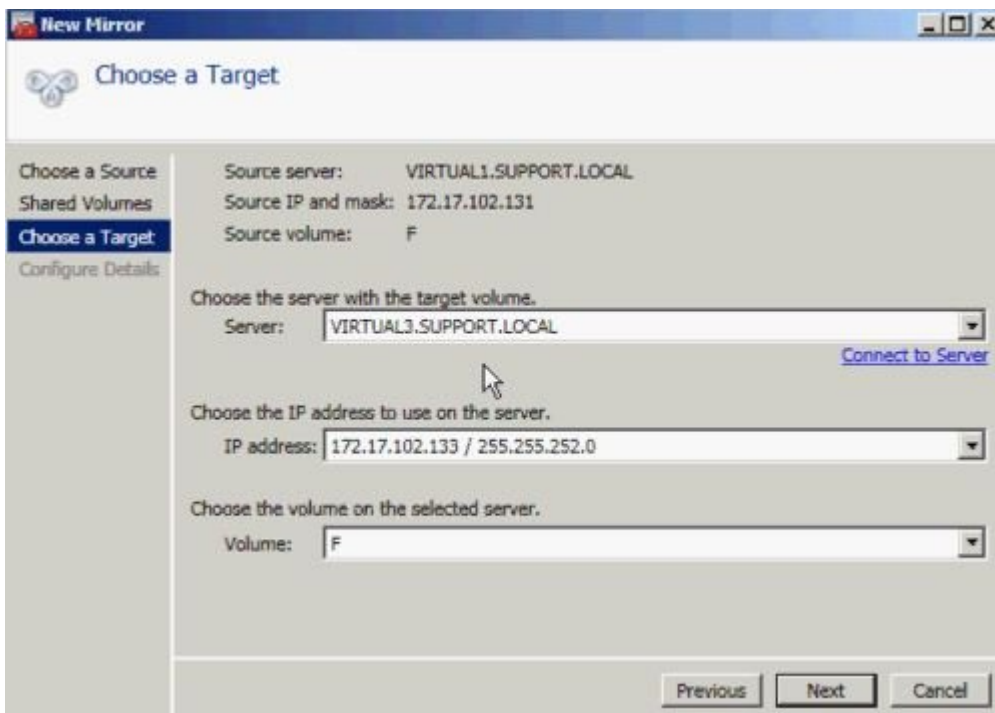 New Mirror
Choose a Target
Choose a Source
Shared Volumes
Choose a Target
Configure Details
Source server: VIRTUAL1.SUPPORT.LOCAL
Source IP and mask: 172.17.102.131
Source volume: F
Choose the server with the target volume.
Server: VIRTUAL3.SUPPORT.LOCAL
Connect to Server
Choose the IP address to use on the server.
IP address: 172.17.102.133 / 255.255.252.0
Choose the volume on the selected server.
Volume: F
Previous Next Cancel